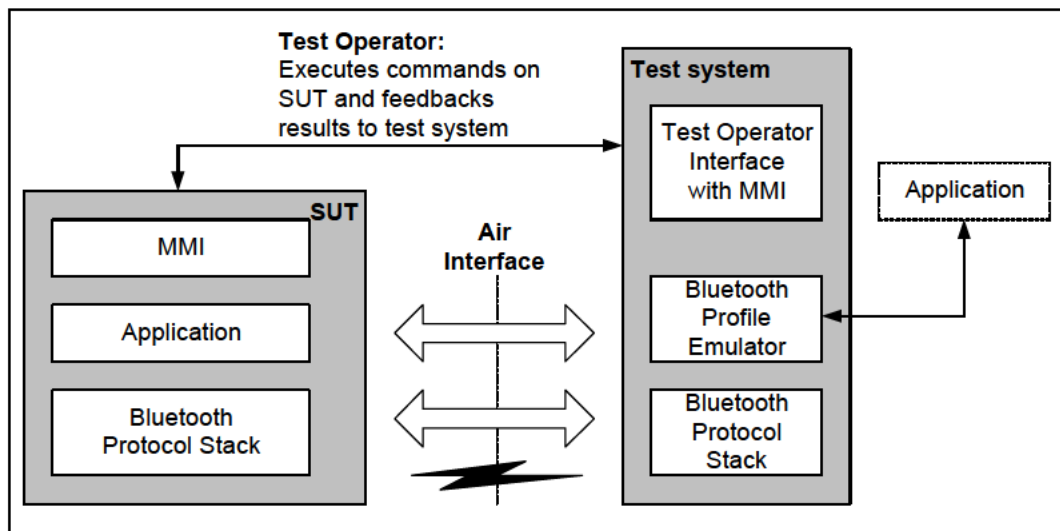 Test Operator:
Executes commands on
SUT and feedbacks
results to test system
SUT
MMI
Application
Bluetooth
Protocol Stack
Air
Interface
Test system
Test Operator
Interface
with MMI
Bluetooth
Profile
Emulator
Bluetooth
Protocol
Stack
Application